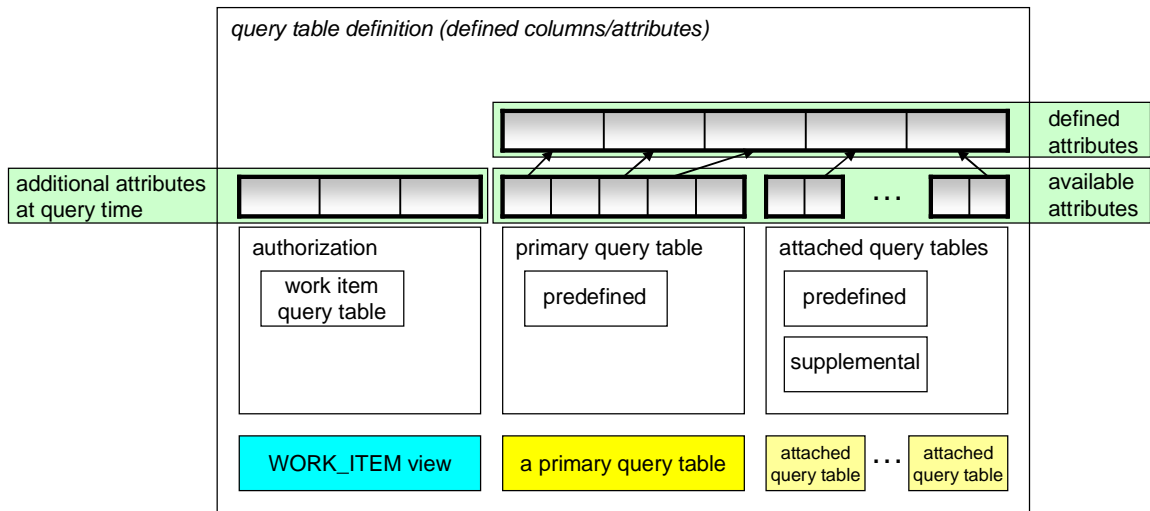 query table definition (defined columns/attributes)
defined
attributes
additional attributes
at query time
...
available
attributes
authorization
primary query table
attached query tables
work item
query table
predefined
predefined
supplemental
WORK_ITEM view
a primary query table
attached
query table
...
attached
query table